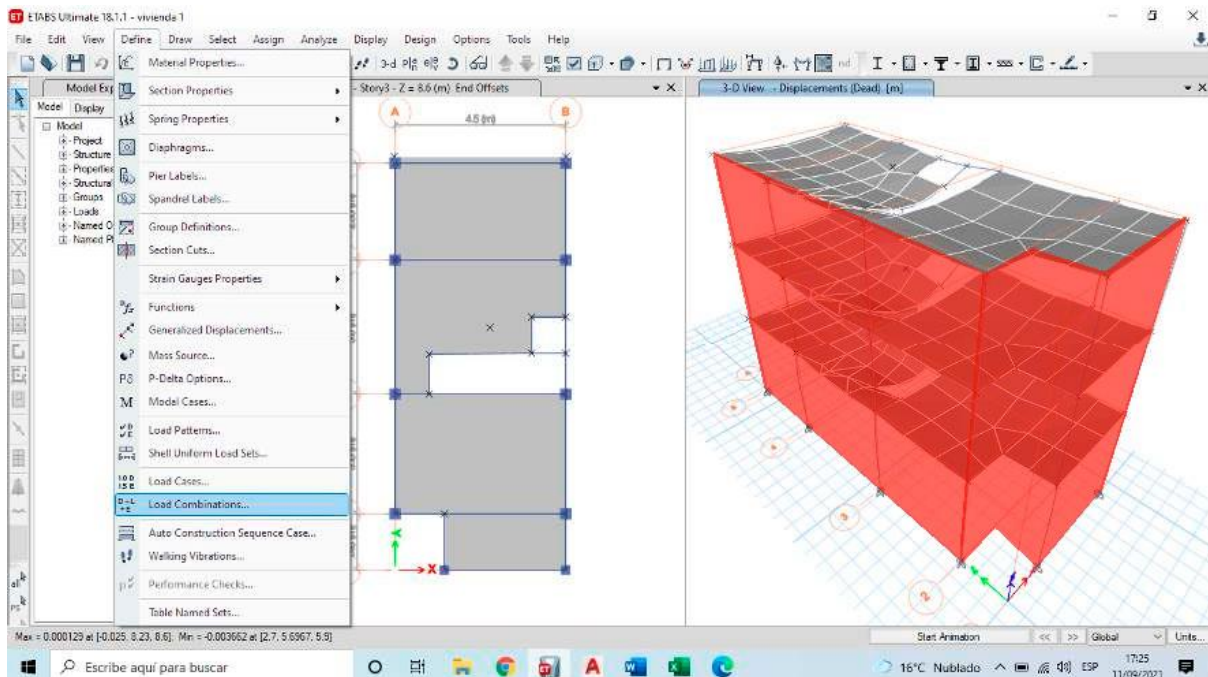 ETABS Ultimate 18.1.1 - vivienda 1
File Edit View Define Draw Select Assign Analyze Display Design Options Tools Help
3-d
nd
Model Exp
Model Display
Model
Project
Structure
Properties
Structural
Groups
Loads
Named O
Named P
Material Properties...
Section Properties
Spring Properties
Diaphragms...
Pier Labels...
Spandrel Labels...
Group Definitions...
Section Cuts...
Strain Gauges Properties
Functions
Generalized Displacements...
Mass Source...
P-Delta Options...
Modal Cases...
Load Patterns...
Shell Uniform Load Sets...
Load Cases...
Load Combinations...
Auto Construction Sequence Case...
Walking Vibrations...
Performance Checks...
Table Named Sets...
- Story3 - Z = 8.6 (m) End Offsets
A B
4.5 (m)
Y
X
3-D View - Displacements (Dead) [m]
3
2
all
PS
Max = 0.000129 at [-0.025, 8.23, 8.6]; Min = -0.003662 at [2.7, 5.6967, 5.9]
Start Animation << >> Global Units...
Escribe aquí para buscar
16°C Nublado ESP 17:25
11/09/2021